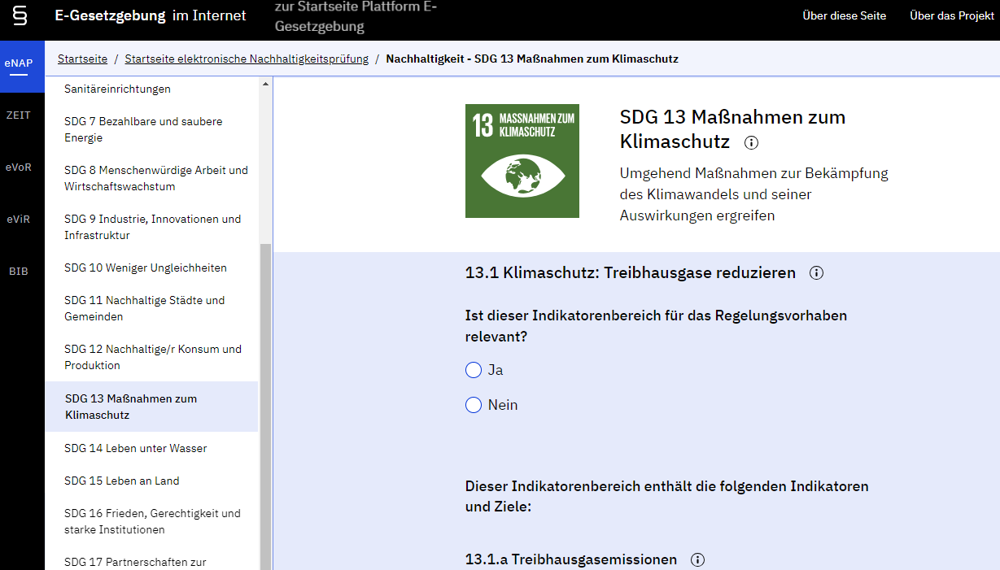 §
E-Gesetzgebung im Internet
zur Startseite Plattform E-
Gesetzgebung
Über diese Seite
Über das Projekt
eNAP
ZEIT
eVoR
eViR
BIB
Startseite / Startseite elektronische Nachhaltigkeitsprüfung / Nachhaltigkeit - SDG 13 Maßnahmen zum Klimaschutz
Sanitäreinrichtungen
SDG 7 Bezahlbare und saubere
Energie
SDG 8 Menschenwürdige Arbeit und
Wirtschaftswachstum
SDG 9 Industrie, Innovationen und
Infrastruktur
SDG 10 Weniger Ungleichheiten
SDG 11 Nachhaltige Städte und
Gemeinden
SDG 12 Nachhaltige/r Konsum und
Produktion
SDG 13 Maßnahmen zum
Klimaschutz
SDG 14 Leben unter Wasser
SDG 15 Leben an Land
SDG 16 Frieden, Gerechtigkeit und
starke Institutionen
SDG 17 Partnerschaften zur
13 MASSNAHMEN ZUM
KLIMASCHUTZ
SDG 13 Maßnahmen zum
Klimaschutz
Umgehend Maßnahmen zur Bekämpfung
des Klimawandels und seiner
Auswirkungen ergreifen
13.1 Klimaschutz: Treibhausgase reduzieren
Ist dieser Indikatorenbereich für das Regelungsvorhaben
relevant?
Ja
Nein
Dieser Indikatorenbereich enthält die folgenden Indikatoren
und Ziele:
13.1.a Treibhausgasemissionen